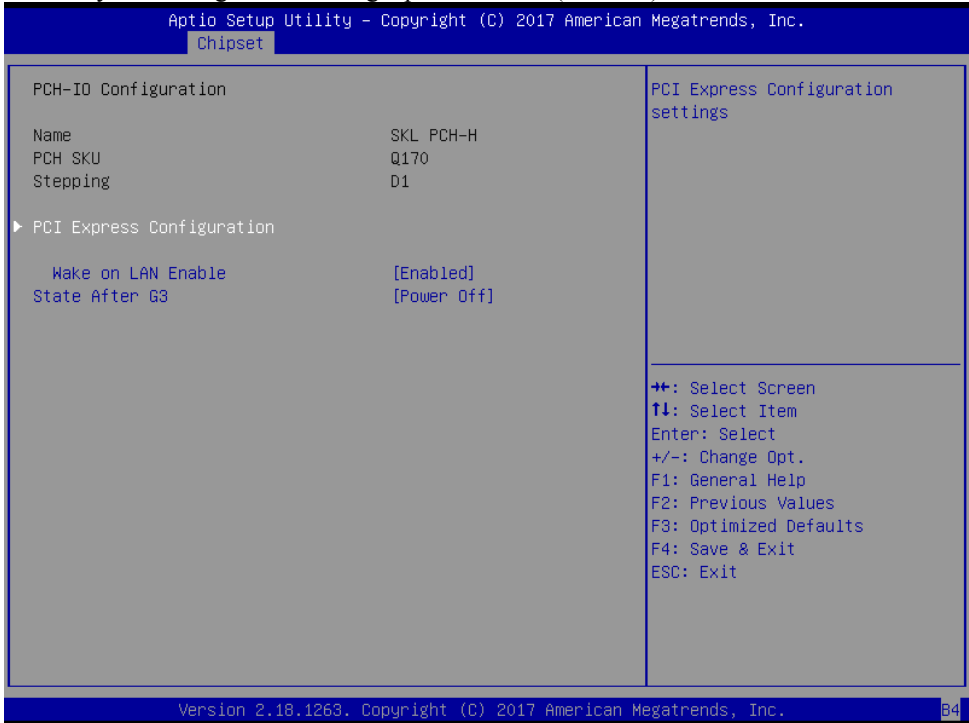 Aptio Setup Utility – Copyright (C) 2017 American Megatrends, Inc.
Chipset
PCH-IO Configuration
Name SKL PCH-H
PCH SKU Q170
Stepping D1
PCI Express Configuration
Wake on LAN Enable [Enabled]
State After G3 [Power Off]
PCI Express Configuration
settings
→←: Select Screen
↑↓: Select Item
Enter: Select
+/-: Change Opt.
F1: General Help
F2: Previous Values
F3: Optimized Defaults
F4: Save & Exit
ESC: Exit
Version 2.18.1263. Copyright (C) 2017 American Megatrends, Inc.
B4